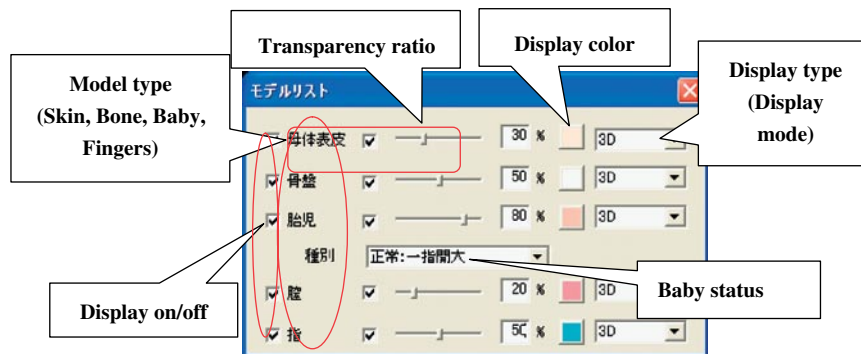 Transparency ratio
Display color
Model type
(Skin, Bone, Baby,
Fingers)
Display type
(Display
mode)
モデルリスト
母体表皮 30 % 3D
骨盤 50 % 3D
胎児 80 % 3D
種別 正常:一指開大
膣 20 % 3D
指 50 % 3D
Display on/off
Baby status